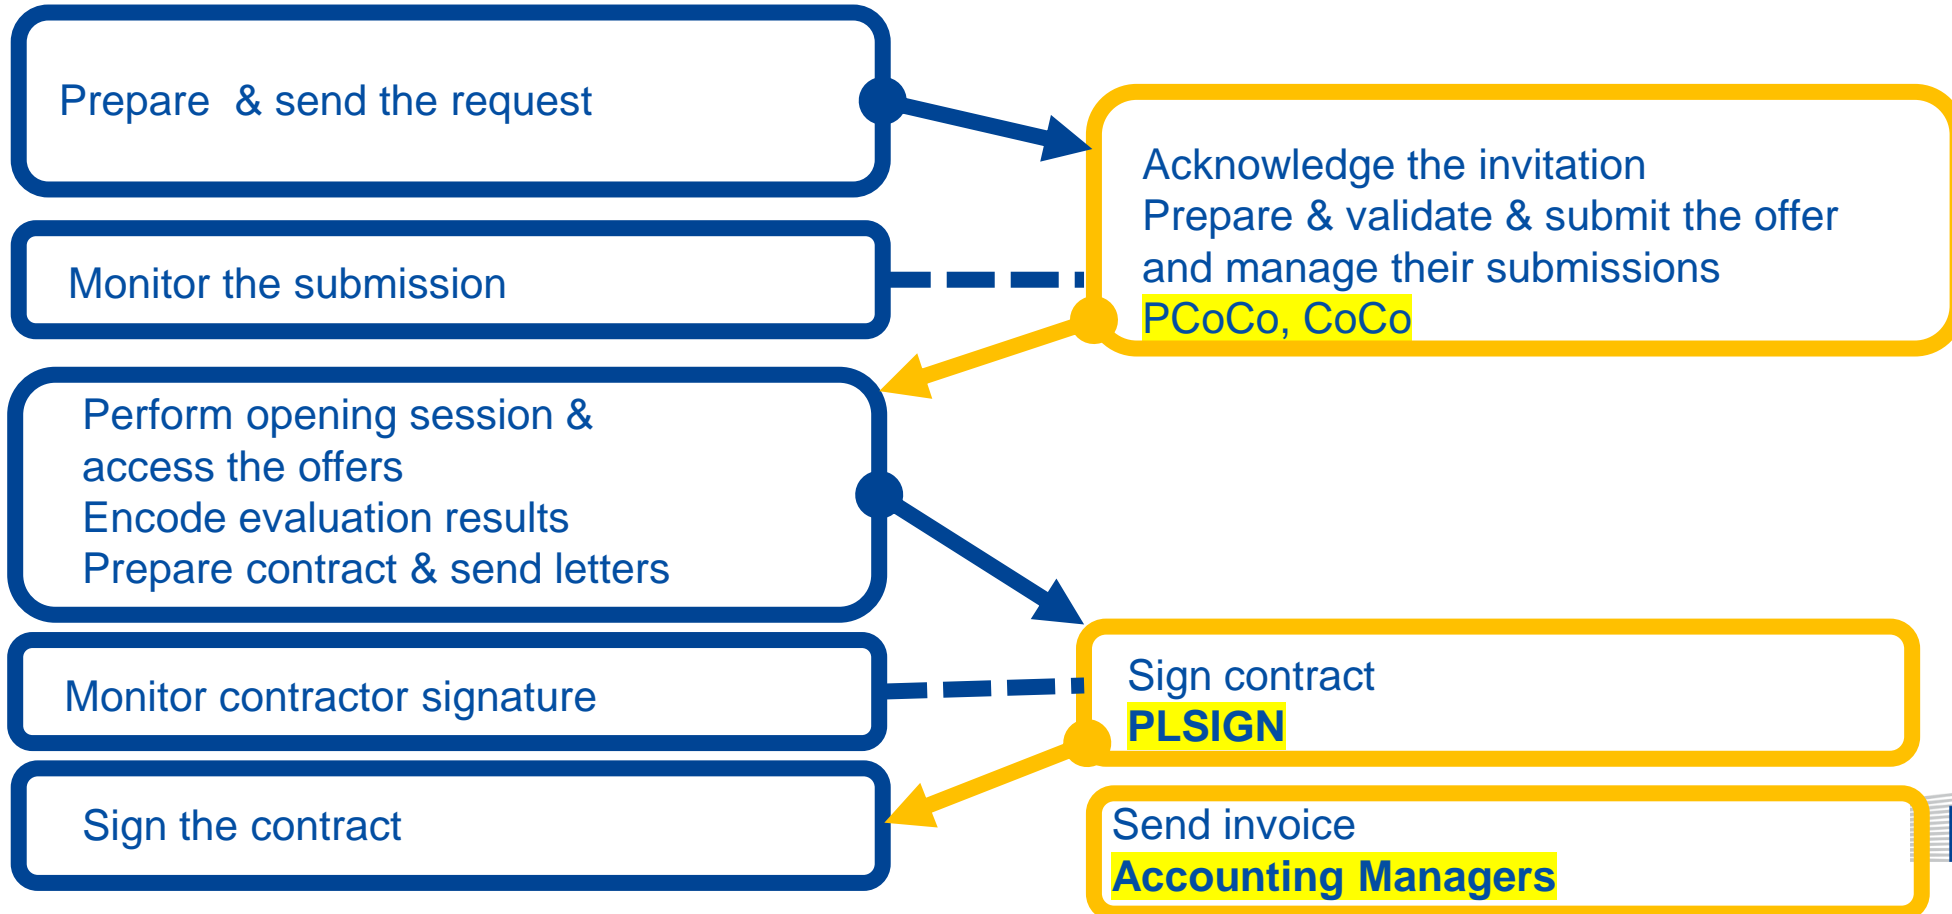 Prepare & send the request
Acknowledge the invitation
Prepare & validate & submit the offer
and manage their submissions
PCoCo, CoCo
Monitor the submission
Perform opening session &
access the offers
Encode evaluation results
Prepare contract & send letters
Monitor contractor signature
Sign contract
PLSIGN
Sign the contract
Send invoice
Accounting Managers